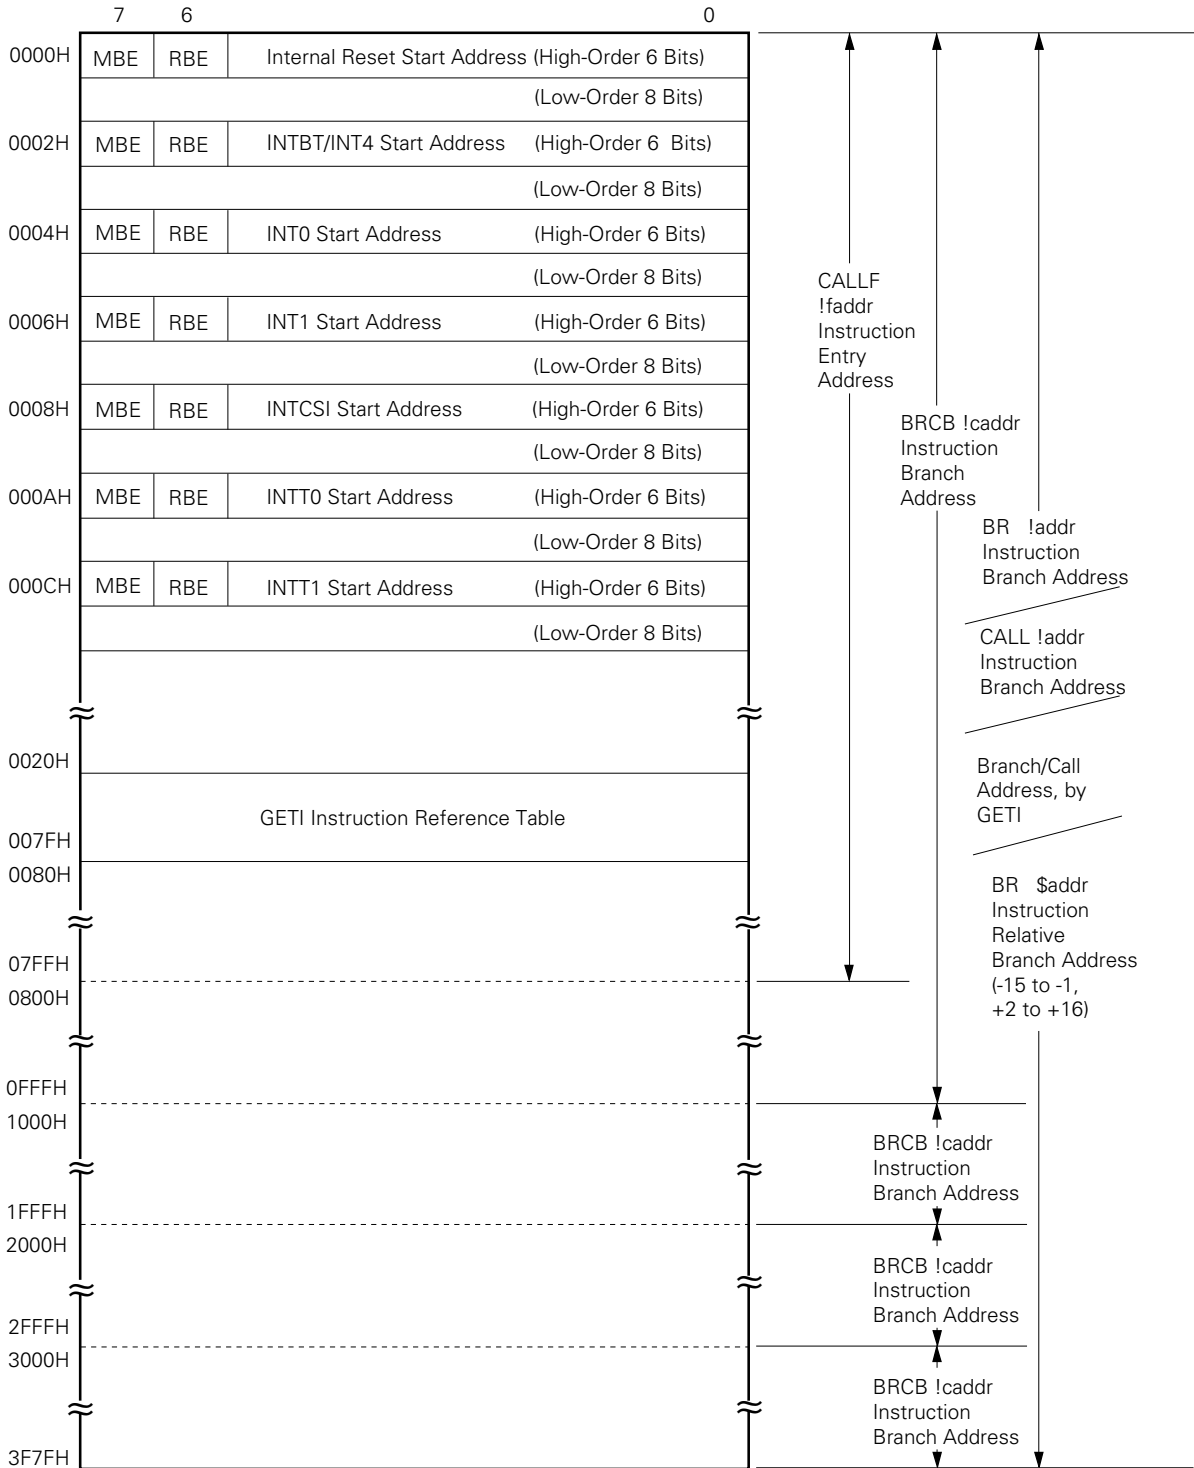 7 6 0
0000H MBE RBE Internal Reset Start Address (High-Order 6 Bits)
(Low-Order 8 Bits)
0002H MBE RBE INTBT/INT4 Start Address (High-Order 6 Bits)
(Low-Order 8 Bits)
0004H MBE RBE INT0 Start Address (High-Order 6 Bits)
(Low-Order 8 Bits)
0006H MBE RBE INT1 Start Address (High-Order 6 Bits)
(Low-Order 8 Bits)
0008H MBE RBE INTCSI Start Address (High-Order 6 Bits)
(Low-Order 8 Bits)
000AH MBE RBE INTT0 Start Address (High-Order 6 Bits)
(Low-Order 8 Bits)
000CH MBE RBE INTT1 Start Address (High-Order 6 Bits)
(Low-Order 8 Bits)
0020H
GETI Instruction Reference Table
007FH
0080H
07FFH
0800H
0FFFH
1000H
1FFFH
2000H
2FFFH
3000H
3F7FH
CALLF
!faddr
Instruction
Entry
Address
BRCB !caddr
Instruction
Branch
Address
BR !addr
Instruction
Branch Address
CALL !addr
Instruction
Branch Address
Branch/Call
Address, by
GETI
BR $addr
Instruction
Relative
Branch Address
(-15 to -1,
+2 to +16)
BRCB !caddr
Instruction
Branch Address
BRCB !caddr
Instruction
Branch Address
BRCB !caddr
Instruction
Branch Address